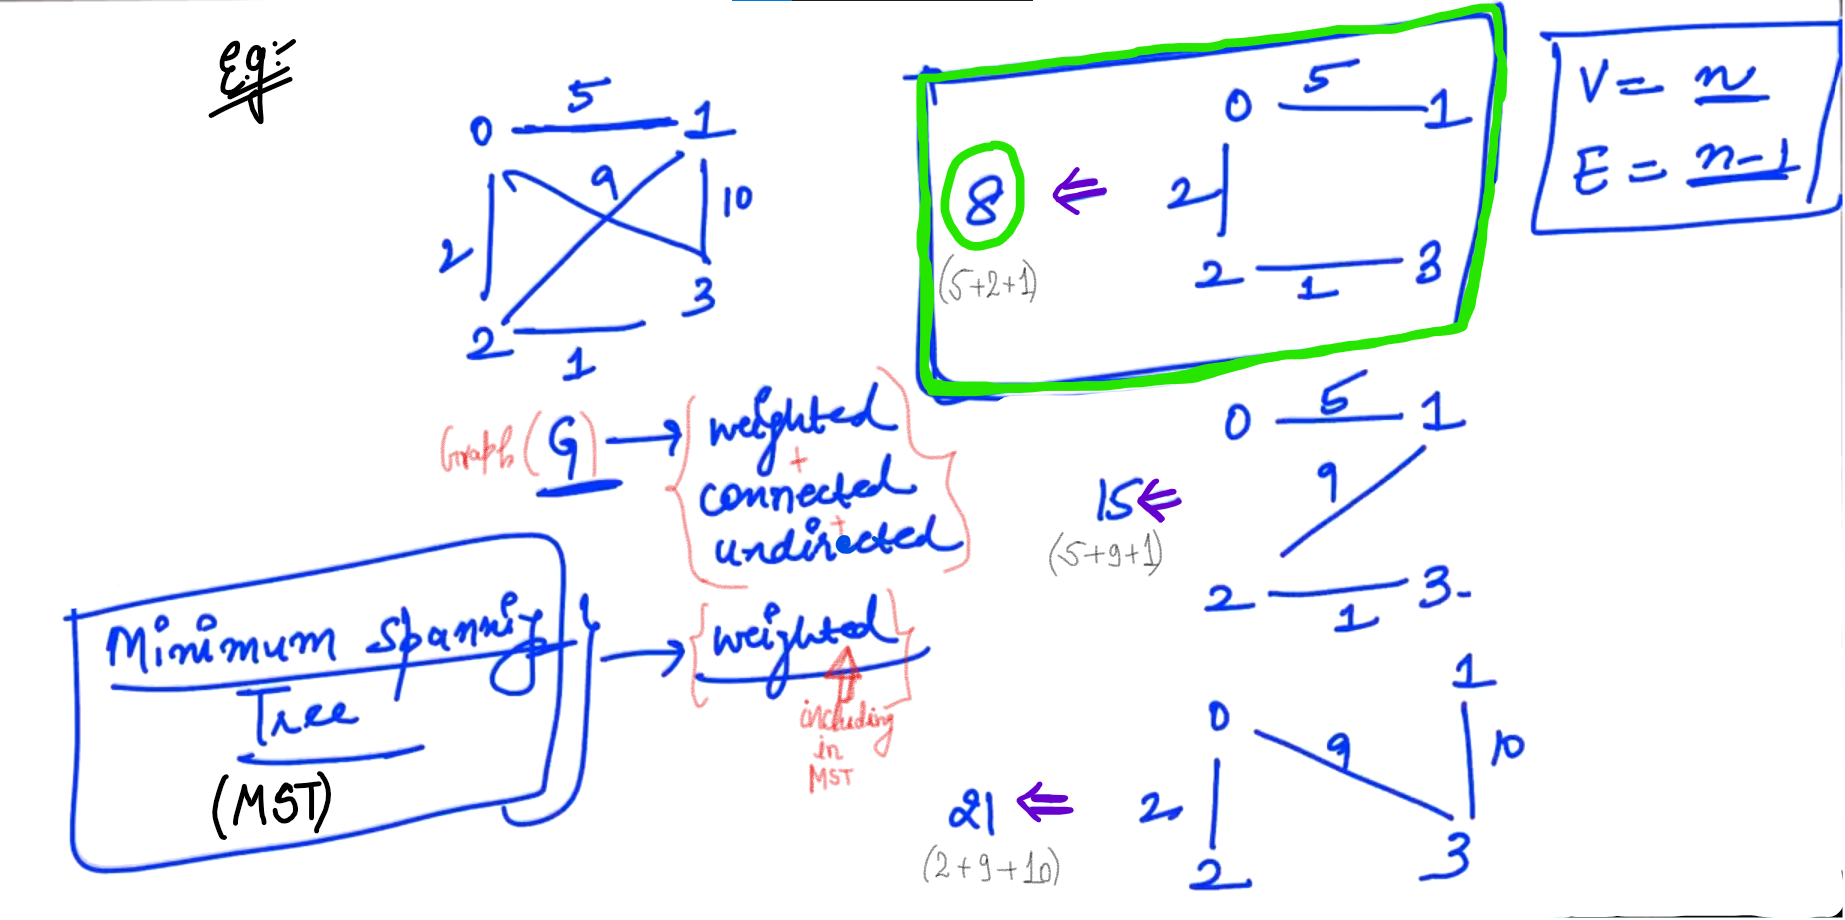 E.g:-
0 5 1
9
2 10
2 1 3
Graph (G) → { weighted
+
connected
+
undirected }
Minimum Spanning
Tree
(MST)
→ { weighted }
including
in
MST
0 5 1
8 ⇐ 2
(5+2+1)
2 1 3
V = n
E = n-1
0 5 1
9
15 ⇐
(5+9+1)
2 1 3.
1
0 9 10
21 ⇐ 2
(2+9+10)
2 3